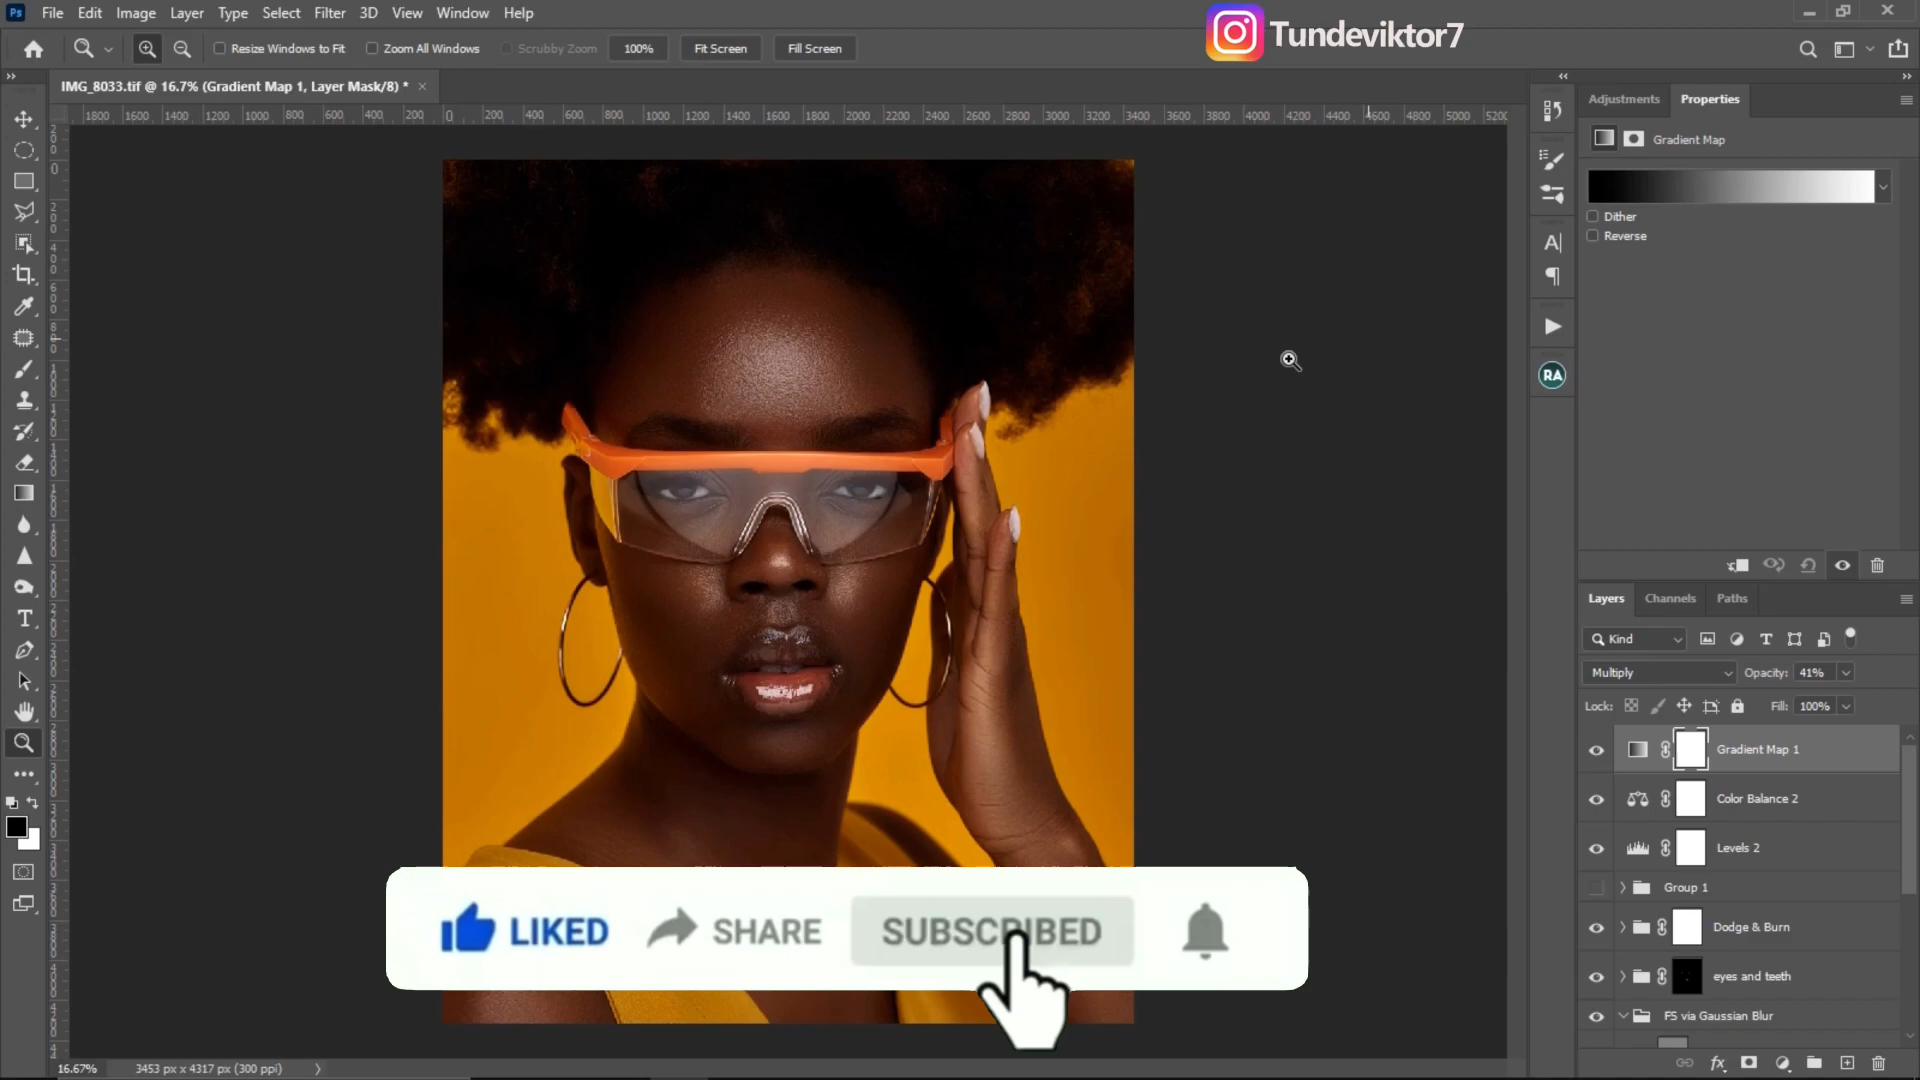 Ps File Edit Image Layer Type Select Filter 3D View Window Help
Tundeviktor7
Resize Windows to Fit Zoom All Windows Scrubby Zoom 100% Fit Screen Fill Screen
IMG_8033.tif @ 16.7% (Gradient Map 1, Layer Mask/8) *
1800 1600 1400 1200 1000 800 600 400 200 0 200 400 600 800 1000 1200 1400 1600 1800 2000 2200 2400 2600 2800 3000 3200 3400 3600 3800 4000 4200 4400 4600 4800 5000
Adjustments Properties
Gradient Map
Dither
Reverse
RA
Layers Channels Paths
Kind
Multiply Opacity: 41%
Lock: Fill: 100%
Gradient Map 1
Color Balance 2
Levels 2
Group 1
Dodge & Burn
eyes and teeth
FS via Gaussian Blur
LIKED SHARE SUBSCRIBED
16.67% 3453 px x 4317 px (300 ppi)